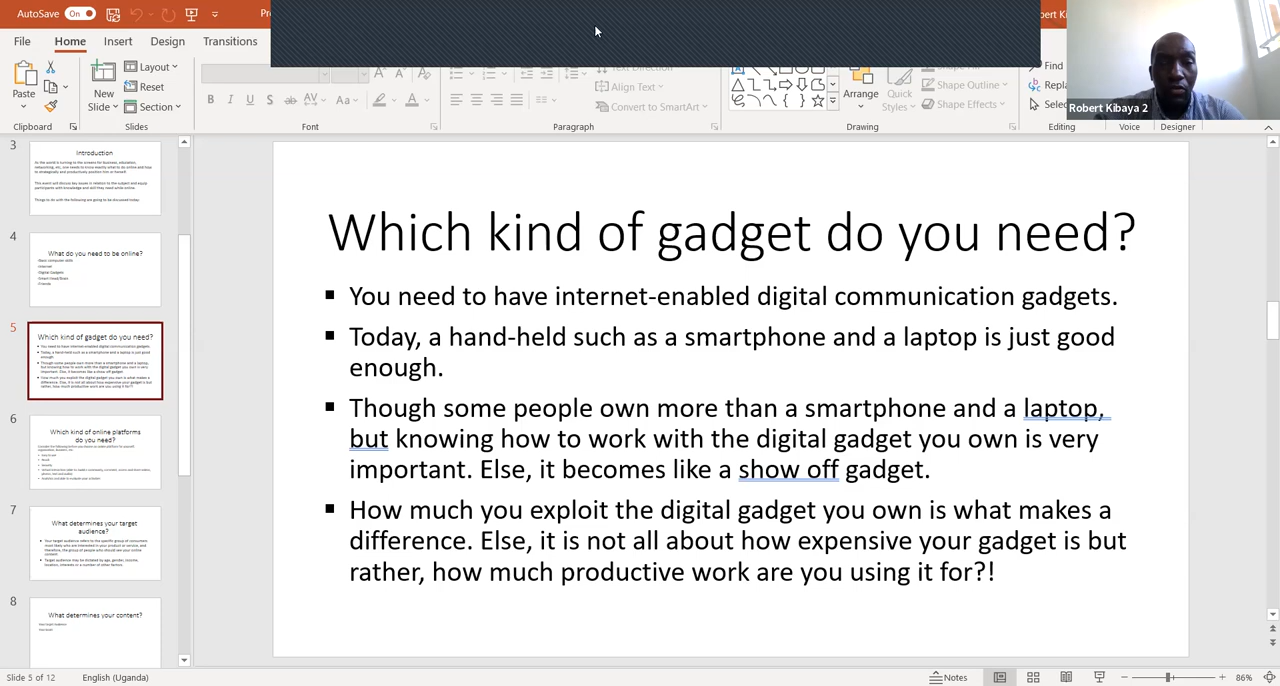 AutoSave On
File Home Insert Design Transitions
Paste
Clipboard
New
Slide
Layout
Reset
Section
Slides
Font
Text Direction
Align Text
Convert to SmartArt
Paragraph
Arrange
Quick
Styles
Shape Outline
Shape Effects
Drawing
Find
Editing
Voice
Designer
Robert Kibaya 2
3
Introduction
4
What do you need to be online?
-Basic computer skills
-Internet
-Digital Gadgets
-Friends
5
Which kind of gadget do you need?
6
Which kind of online platforms
do you need?
7
What determines your target
audience?
8
What determines your content?
Which kind of gadget do you need?
You need to have internet-enabled digital communication gadgets.
Today, a hand-held such as a smartphone and a laptop is just good
enough.
Though some people own more than a smartphone and a laptop,
but knowing how to work with the digital gadget you own is very
important. Else, it becomes like a show off gadget.
How much you exploit the digital gadget you own is what makes a
difference. Else, it is not all about how expensive your gadget is but
rather, how much productive work are you using it for?!
Slide 5 of 12 English (Uganda)
Notes
86%